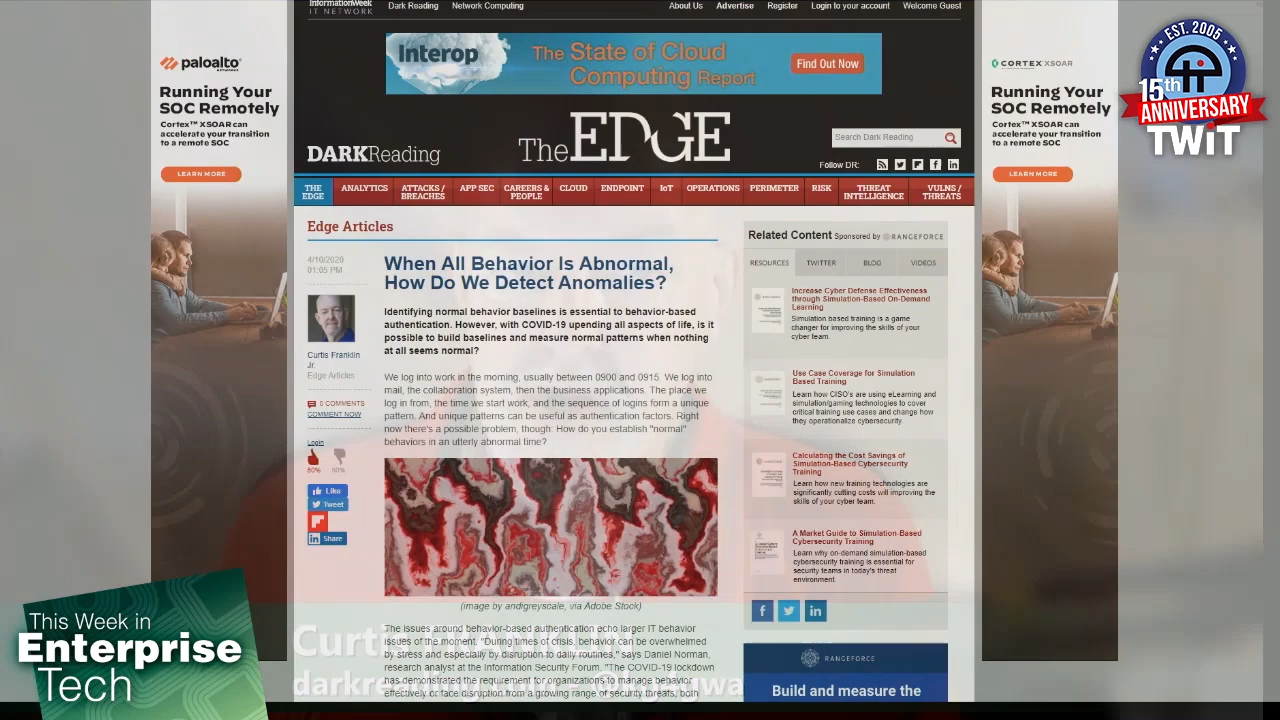 InformationWeek
IT NETWORK
Dark Reading
Network Computing
About Us
Advertise
Register
Login to your account
Welcome Guest
Interop
The State of Cloud
Computing Report
Find Out Now
DARKReading
The EDGE
Search Dark Reading
Follow DR:
THE
EDGE
ANALYTICS
ATTACKS /
BREACHES
APP SEC
CAREERS &
PEOPLE
CLOUD
ENDPOINT
IoT
OPERATIONS
PERIMETER
RISK
THREAT
INTELLIGENCE
VULNS /
THREATS
paloalto
NETWORKS
Running Your
SOC Remotely
Cortex™ XSOAR can
accelerate your transition
to a remote SOC
LEARN MORE
Edge Articles
4/10/2020
01:05 PM
Curtis Franklin
Jr.
Edge Articles
0 COMMENTS
COMMENT NOW
Login
50%
50%
Like
Tweet
Share
When All Behavior Is Abnormal,
How Do We Detect Anomalies?
Identifying normal behavior baselines is essential to behavior-based
authentication. However, with COVID-19 upending all aspects of life, is it
possible to build baselines and measure normal patterns when nothing
at all seems normal?
We log into work in the morning, usually between 0900 and 0915. We log into
mail, the collaboration system, then the business applications. The place we
log in from, the time we start work, and the sequence of logins form a unique
pattern. And unique patterns can be useful as authentication factors. Right
now there's a possible problem, though: How do you establish "normal"
behaviors in an utterly abnormal time?
(image by andigreyscale, via Adobe Stock)
The issues around behavior-based authentication echo larger IT behavior
issues of the moment. "During times of crisis, behavior can be overwhelmed
by stress and especially by disruption to daily routines," says Daniel Norman,
research analyst at the Information Security Forum. "The COVID-19 lockdown
has demonstrated the requirement for organizations to manage behavior
effectively or face disruption from a growing range of security threats, both
Related Content Sponsored by RANGEFORCE
RESOURCES
TWITTER
BLOG
VIDEOS
Increase Cyber Defense Effectiveness
through Simulation-Based On-Demand
Learning
Simulation based training is a game
changer for improving the skills of your
cyber team.
Use Case Coverage for Simulation
Based Training
Learn how CISO's are using eLearning and
simulation/gaming technologies to cover
critical training use cases and change how
they operationalize cybersecurity.
Calculating the Cost Savings of
Simulation-Based Cybersecurity
Training
Learn how new training technologies are
significantly cutting costs will improving the
skills of your cyber team.
A Market Guide to Simulation-Based
Cybersecurity Training
Learn why on-demand simulation-based
cybersecurity training is essential for
security teams in today's threat
environment.
RANGEFORCE
Build and measure the
CORTEX XSOAR
Running Your
SOC Remotely
Cortex™ XSOAR can
accelerate your transition
to a remote SOC
LEARN MORE
EST. 2005
15th
ANNIVERSARY
TWiT
This Week in
Enterprise
Tech